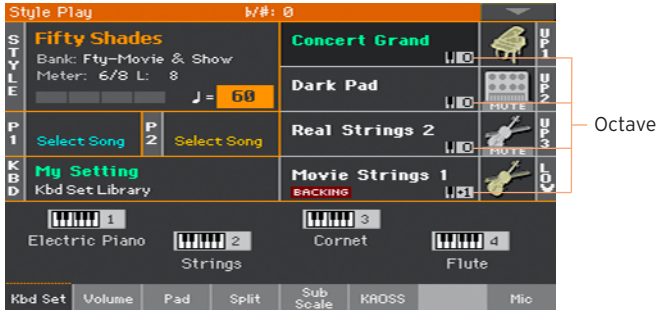 Style Play ♭/#: 0
STYLE
Fifty Shades
Bank: Fty-Movie & Show
Meter: 6/8 L: 8
♩ = 60
P1 Select Song
P2 Select Song
KBD
My Setting
Kbd Set Library
Concert Grand
0
UP1
Dark Pad
0
MUTE
UP2
Real Strings 2
0
MUTE
UP3
Movie Strings 1
BACKING
+1
LOW
Octave
1
Electric Piano
2
Strings
3
Cornet
4
Flute
Kbd Set Volume Pad Split Sub Scale KAOSS Mic